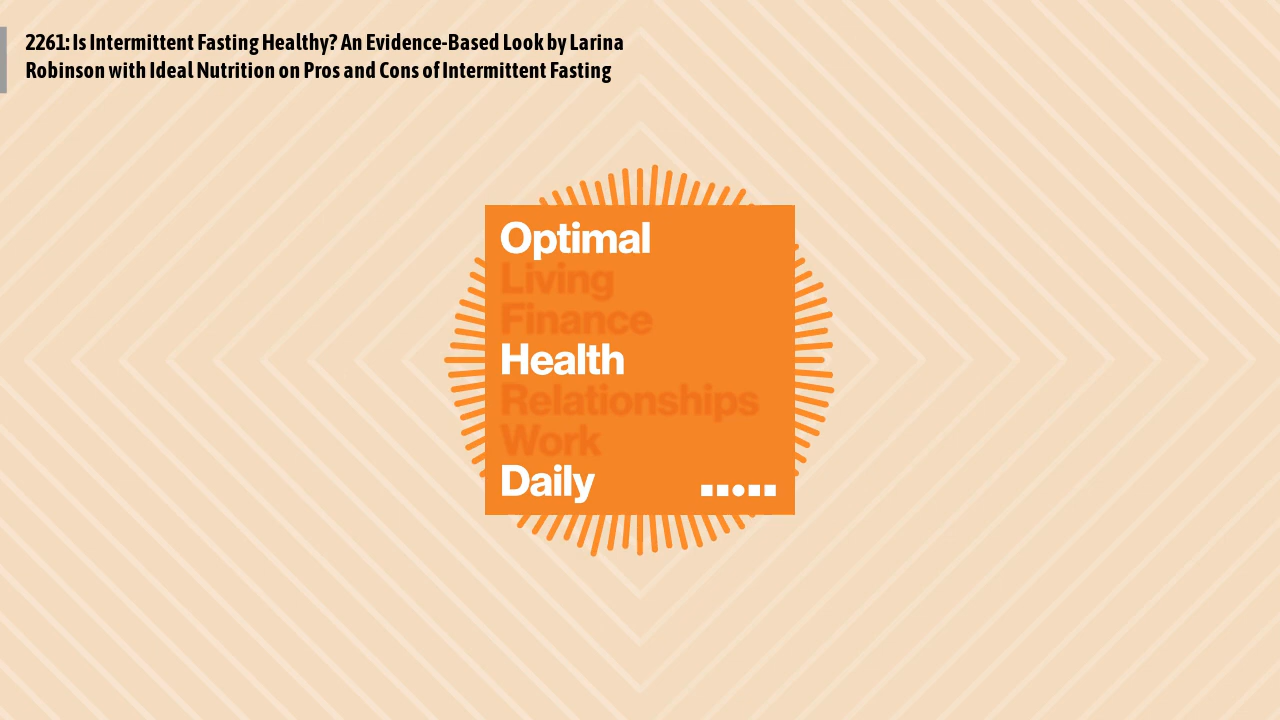 2261: Is Intermittent Fasting Healthy? An Evidence-Based Look by Larina
Robinson with Ideal Nutrition on Pros and Cons of Intermittent Fasting
Optimal
Living
Finance
Health
Relationships
Work
Daily